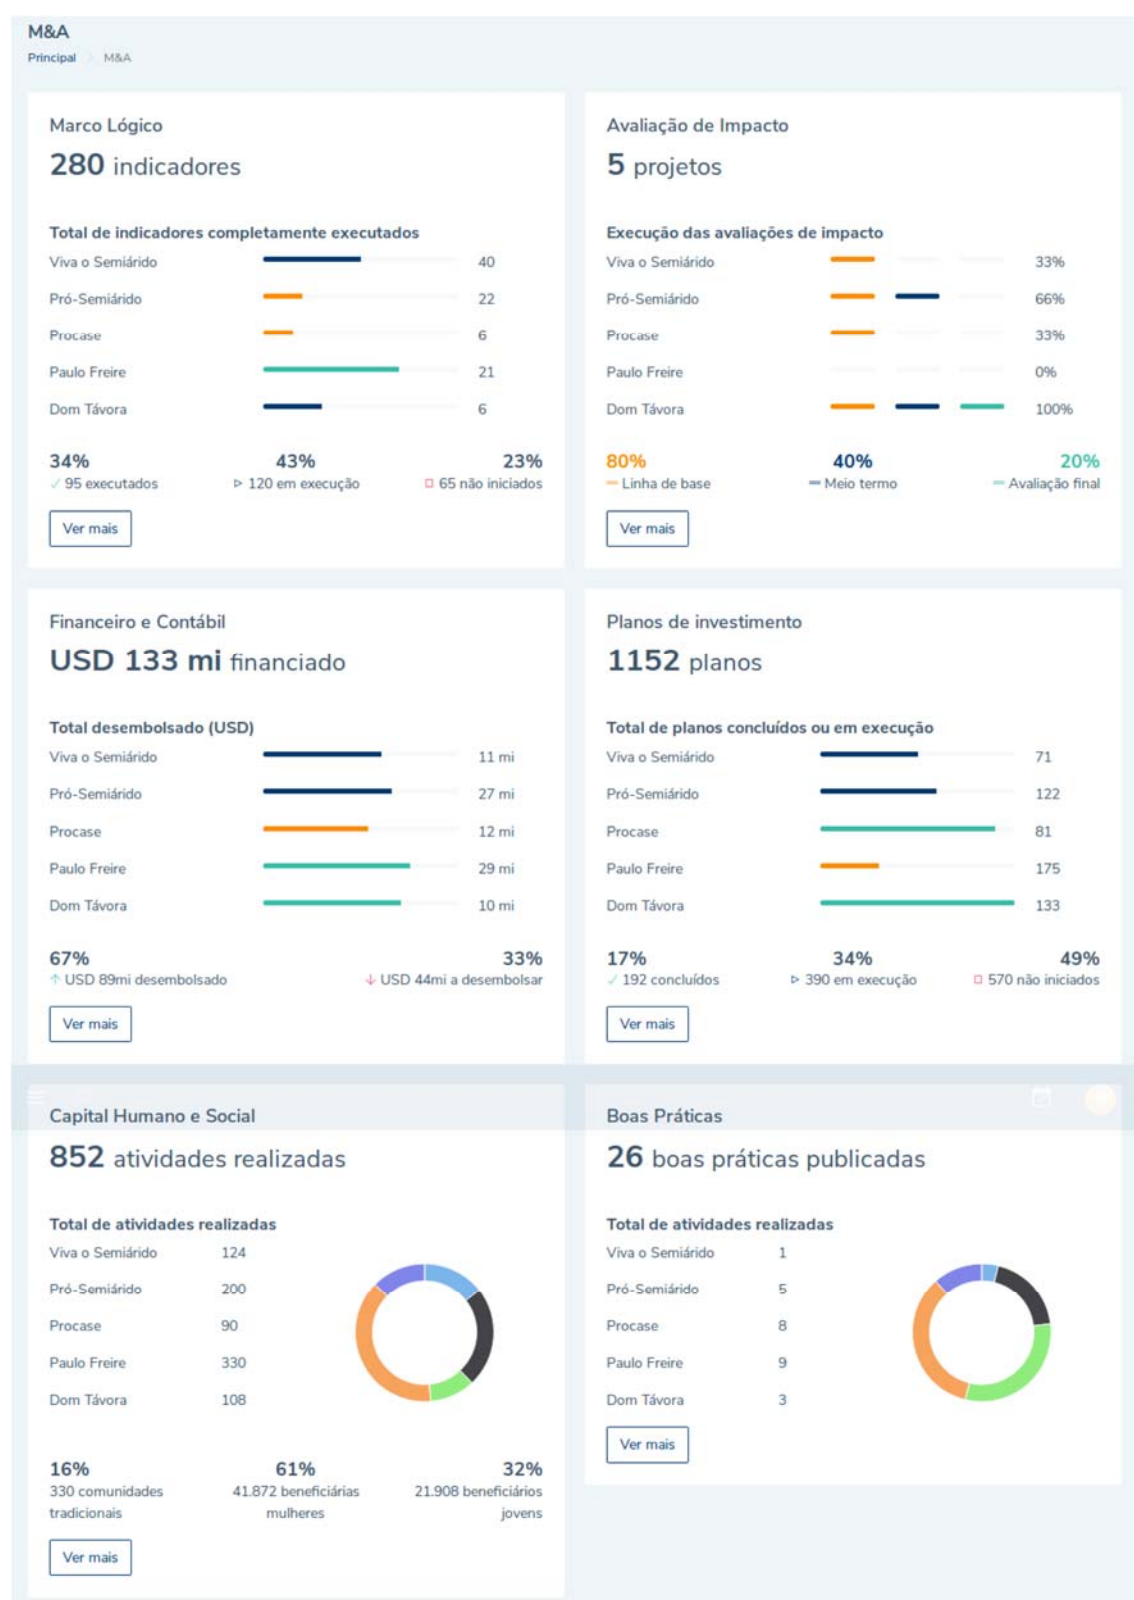 M&A
Principal M&A
Marco Lógico
280 indicadores
Total de indicadores completamente executados
Viva o Semiárido 40
Pró-Semiárido 22
Procase 6
Paulo Freire 21
Dom Távora 6
34% 43% 23%
✓ 95 executados ▷ 120 em execução □ 65 não iniciados
Ver mais
Avaliação de Impacto
5 projetos
Execução das avaliações de impacto
Viva o Semiárido 33%
Pró-Semiárido 66%
Procase 33%
Paulo Freire 0%
Dom Távora 100%
80% 40% 20%
Linha de base Meio termo Avaliação final
Ver mais
Financeiro e Contábil
USD 133 mi financiado
Total desembolsado (USD)
Viva o Semiárido 11 mi
Pró-Semiárido 27 mi
Procase 12 mi
Paulo Freire 29 mi
Dom Távora 10 mi
67% 33%
↑ USD 89mi desembolsado ↓ USD 44mi a desembolsar
Ver mais
Planos de investimento
1152 planos
Total de planos concluídos ou em execução
Viva o Semiárido 71
Pró-Semiárido 122
Procase 81
Paulo Freire 175
Dom Távora 133
17% 34% 49%
✓ 192 concluídos ▷ 390 em execução □ 570 não iniciados
Ver mais
Capital Humano e Social
852 atividades realizadas
Total de atividades realizadas
Viva o Semiárido 124
Pró-Semiárido 200
Procase 90
Paulo Freire 330
Dom Távora 108
16% 61% 32%
330 comunidades 41.872 beneficiárias 21.908 beneficiários
tradicionais mulheres jovens
Ver mais
Boas Práticas
26 boas práticas publicadas
Total de atividades realizadas
Viva o Semiárido 1
Pró-Semiárido 5
Procase 8
Paulo Freire 9
Dom Távora 3
Ver mais